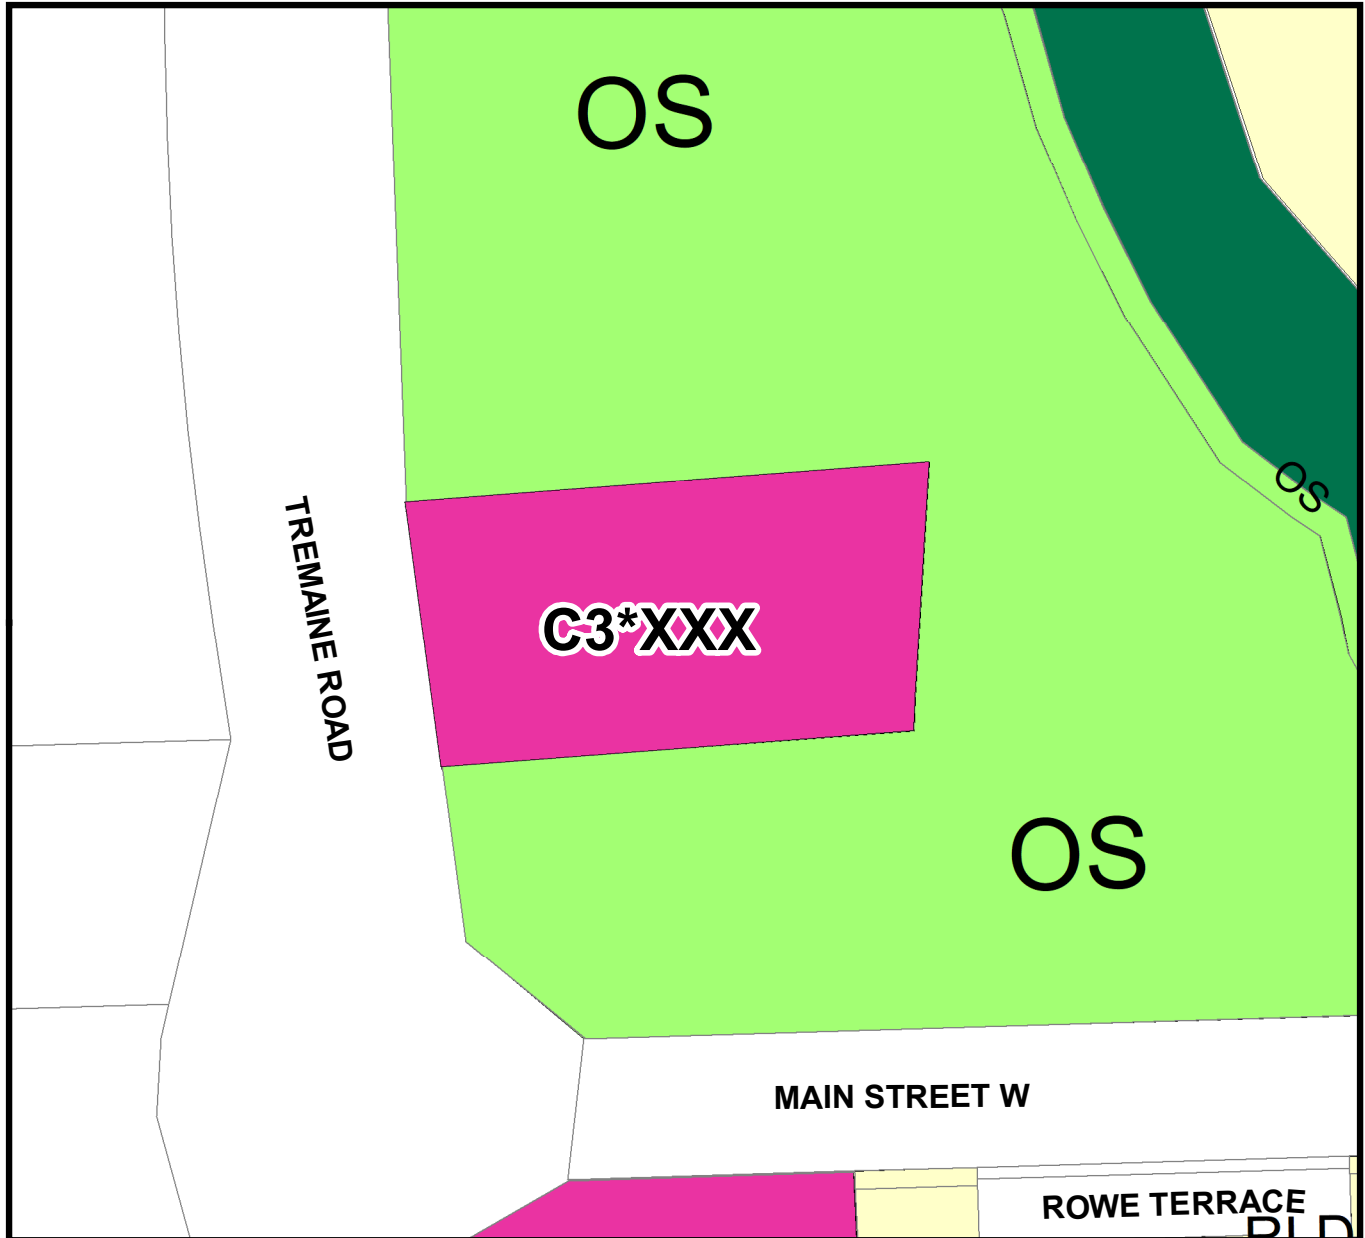 OS
OS
TREMAINE ROAD
C3*XXX
OS
MAIN STREET W
ROWE TERRACE